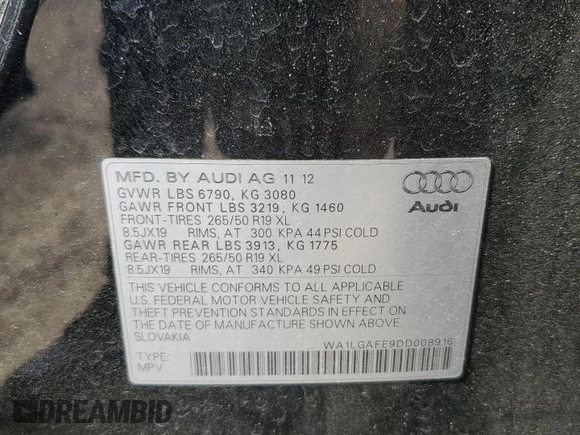 MFD. BY AUDI AG 11 12
GVWR LBS 6790, KG 3080
GAWR FRONT LBS 3219, KG 1460
FRONT-TIRES 265/50 R19 XL
8.5JX19 RIMS, AT 300 KPA 44 PSI COLD
GAWR REAR LBS 3913, KG 1775
REAR-TIRES 265/50 R19 XL
8.5JX19 RIMS, AT 340 KPA 49 PSI COLD
Audi
THIS VEHICLE CONFORMS TO ALL APPLICABLE
U.S. FEDERAL MOTOR VEHICLE SAFETY AND
THEFT PREVENTION STANDARDS IN EFFECT ON
THE DATE OF MANUFACTURE SHOWN ABOVE.
SLOVAKIA
WA1LGAFE9DD008916
TYPE:
MPV
DREAMBID